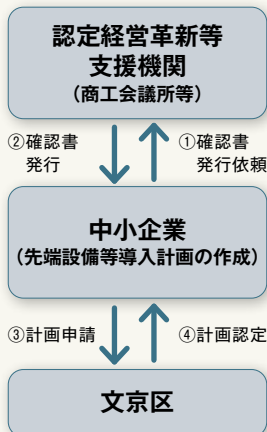 認定経営革新等
支援機関
（商工会議所等）
②確認書
発行
①確認書
発行依頼
中小企業
（先端設備等導入計画の作成）
③計画申請
④計画認定
文京区